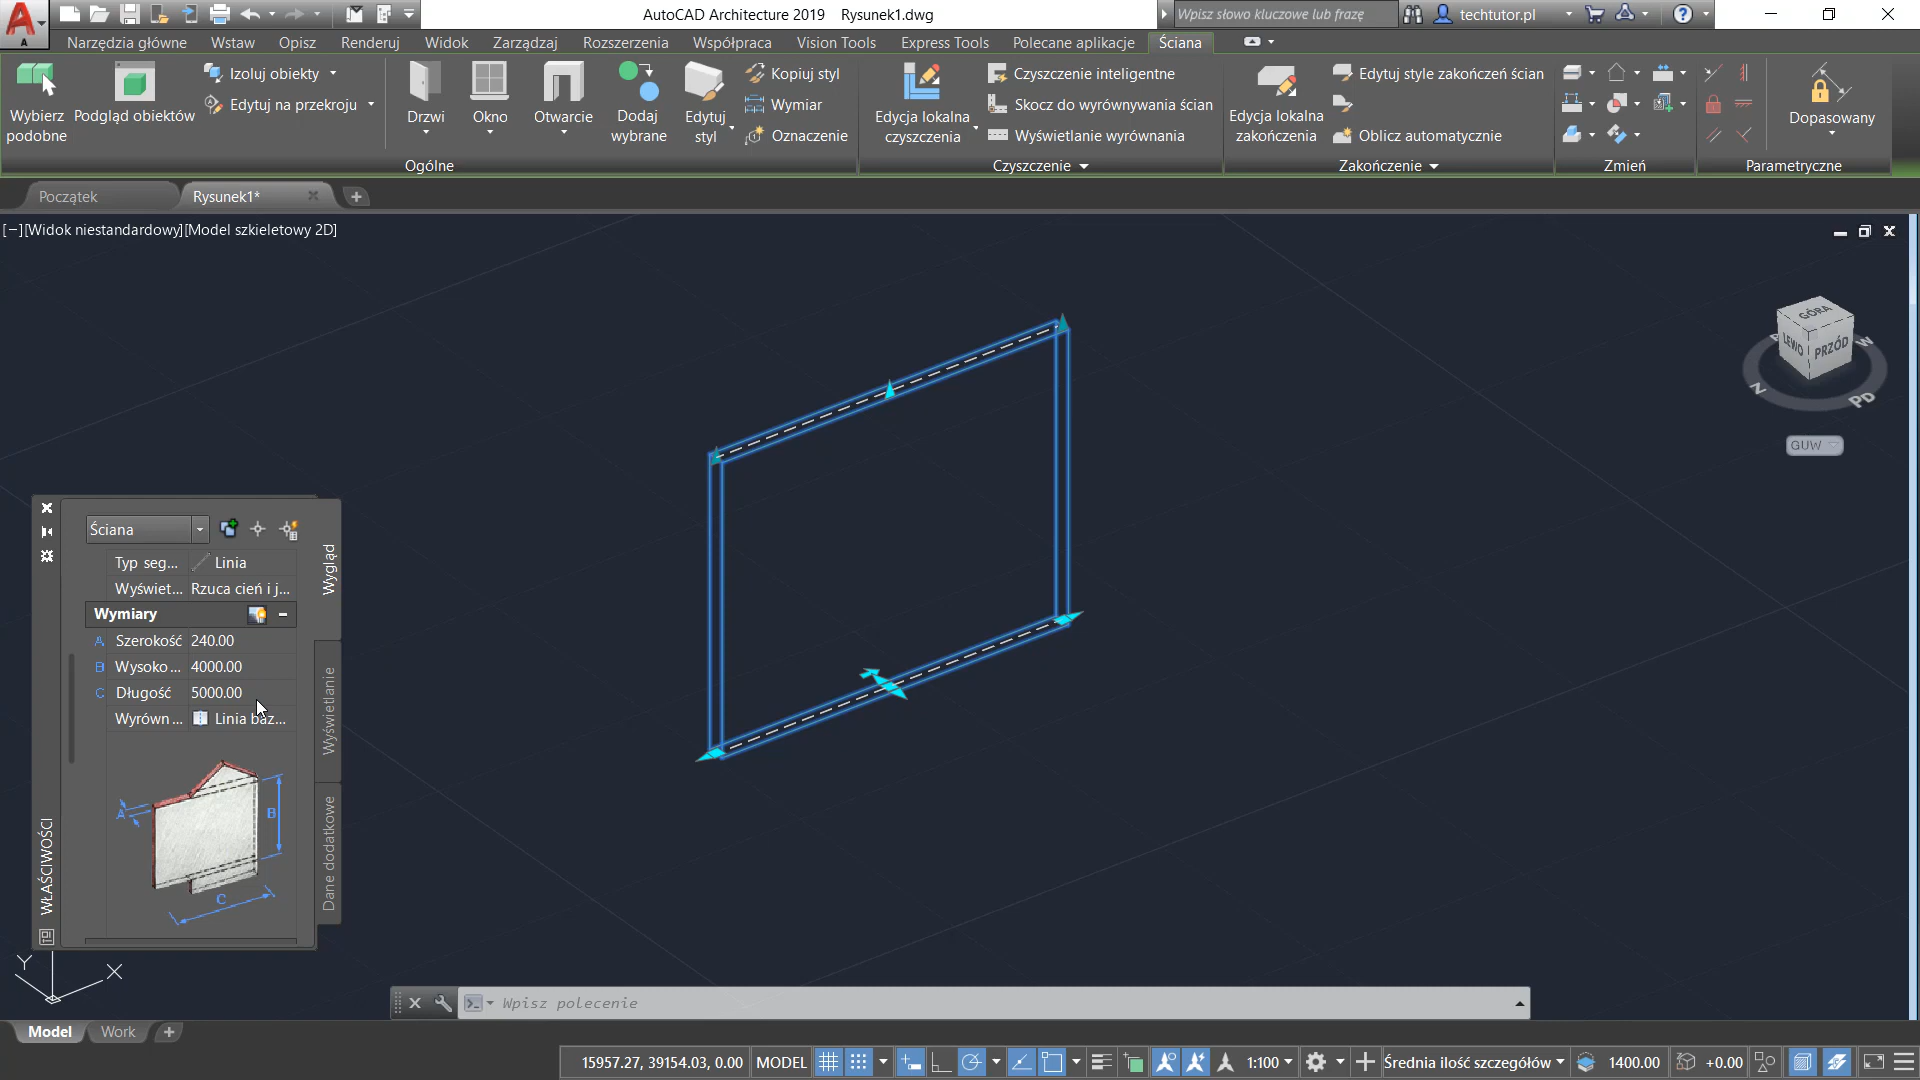 AutoCAD Architecture 2019 Rysunek1.dwg
Wpisz słowo kluczowe lub frazę
techtutor.pl
A
Narzędzia główne Wstaw Opisz Renderuj Widok Zarządzaj Rozszerzenia Współpraca Vision Tools Express Tools Polecane aplikacje Ściana
Wybierz podobne
Podgląd obiektów
Izoluj obiekty
Edytuj na przekroju
Drzwi
Okno
Otwarcie
Dodaj wybrane
Edytuj styl
Kopiuj styl
Wymiar
Oznaczenie
Ogólne
Edycja lokalna czyszczenia
Czyszczenie inteligentne
Skocz do wyrównywania ścian
Wyświetlanie wyrównania
Czyszczenie
Edycja lokalna zakończenia
Edytuj style zakończeń ścian
Oblicz automatycznie
Zakończenie
Zmień
Dopasowany
Parametryczne
Początek
Rysunek1*
[−][Widok niestandardowy][Model szkieletowy 2D]
GÓRA
LEWO
PRZÓD
W
Z
PD
GUW
Ściana
Typ seg... Linia
Wyświet... Rzuca cień i j...
Wymiary
A Szerokość 240.00
B Wysoko... 4000.00
C Długość 5000.00
Wyrówn... Linia baz...
A
B
C
Wygląd
Wyświetlanie
Dane dodatkowe
WŁAŚCIWOŚCI
Y
X
Wpisz polecenie
Model Work
15957.27, 39154.03, 0.00 MODEL 1:100 Średnia ilość szczegółów 1400.00 +0.00